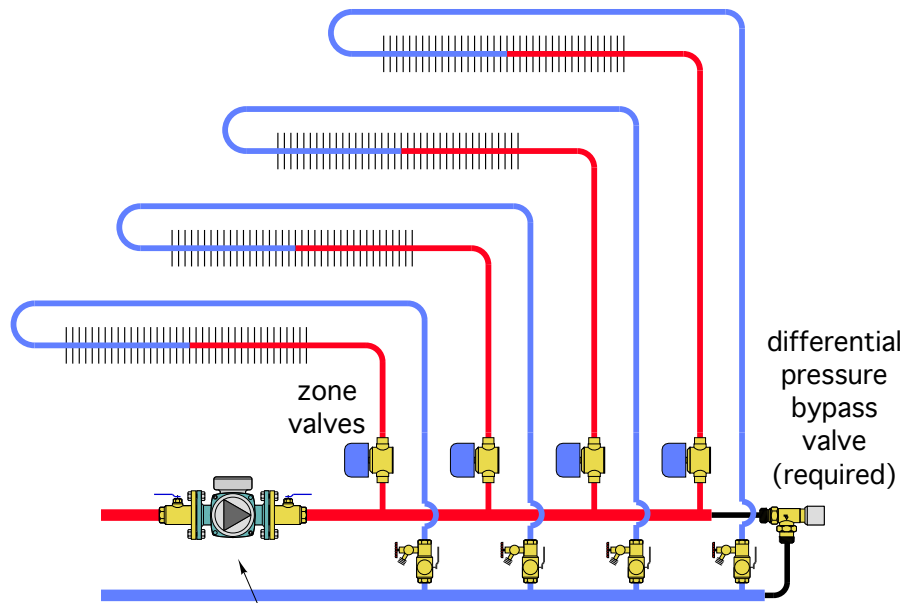 zone
valves
differential
pressure
bypass
valve
(required)